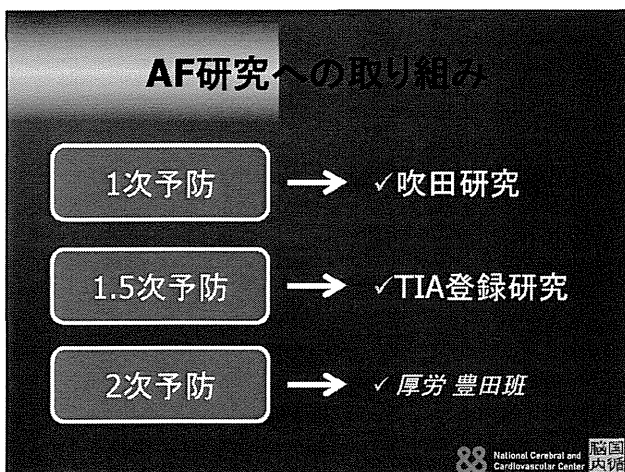 AF研究への取り組み
1次予防 → ✓吹田研究
1.5次予防 → ✓TIA登録研究
2次予防 → ✓ 厚労 豊田班
National Cerebral and
Cardiovascular Center